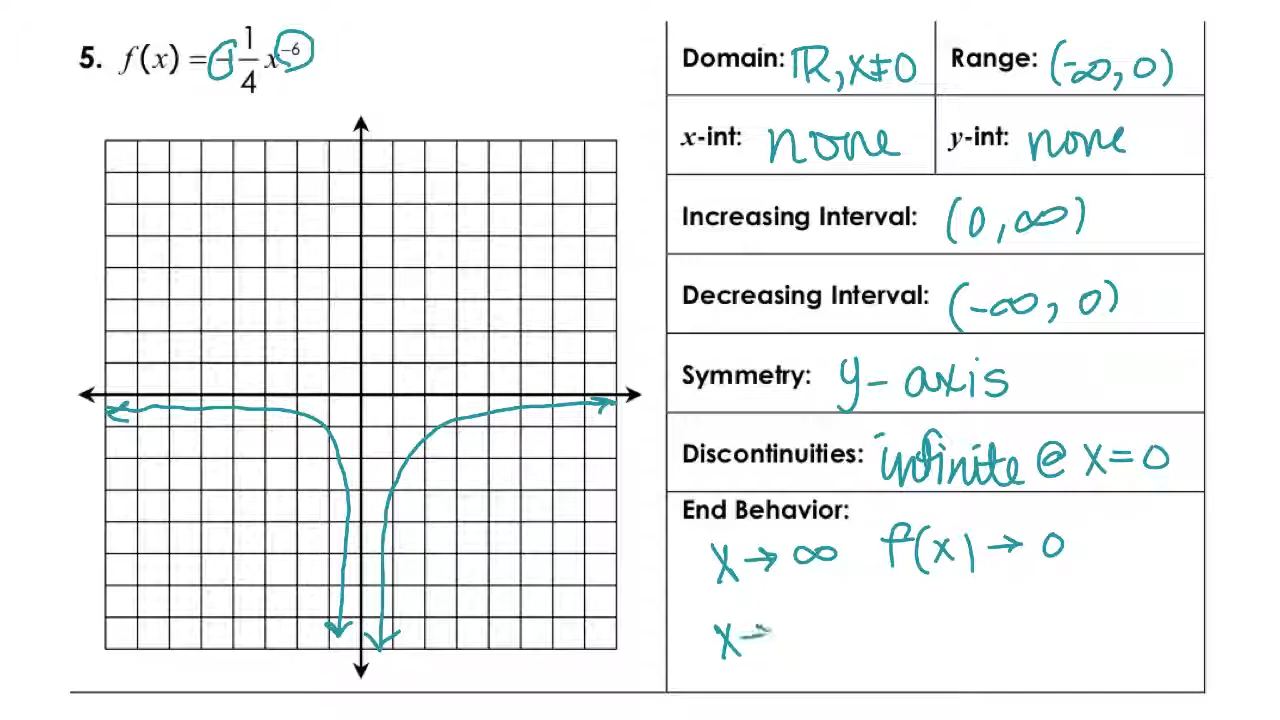 5. f(x) = -1/4 x^-6
Domain: ℝ, x≠0
Range: (-∞, 0)
x-int: none
y-int: none
Increasing Interval: (0, ∞)
Decreasing Interval: (-∞, 0)
Symmetry: y-axis
Discontinuities: infinite @ x=0
End Behavior:
x→∞ f(x)→0
x→